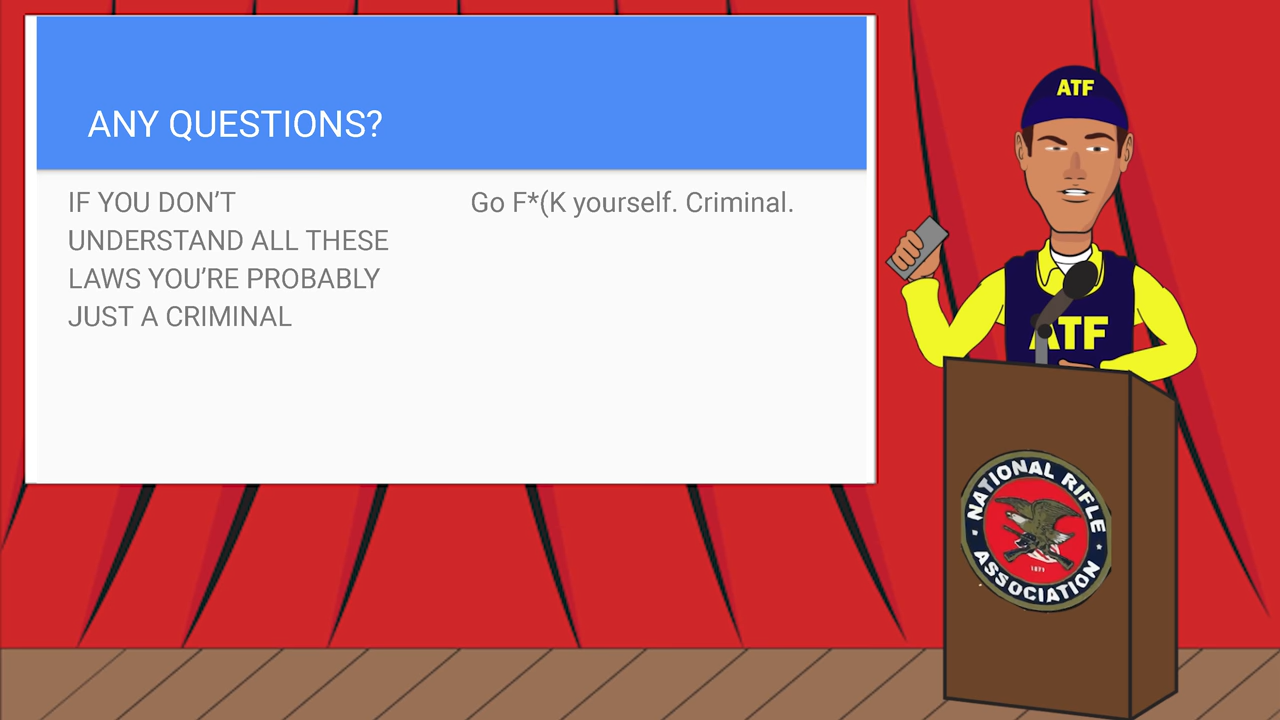 ANY QUESTIONS?
IF YOU DON'T
UNDERSTAND ALL THESE
LAWS YOU'RE PROBABLY
JUST A CRIMINAL
Go F*(K yourself. Criminal.
ATF
ATF
NATIONAL RIFLE
ASSOCIATION
1871